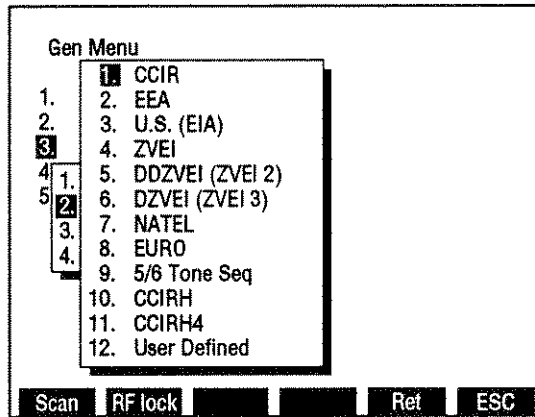 Gen Menu
1.
2.
3.
4
5
1.
2.
3.
4.
1. CCIR
2. EEA
3. U.S. (EIA)
4. ZVEI
5. DDZVEI (ZVEI 2)
6. DZVEI (ZVEI 3)
7. NATEL
8. EURO
9. 5/6 Tone Seq
10. CCIRH
11. CCIRH4
12. User Defined
Scan RF lock Ret ESC